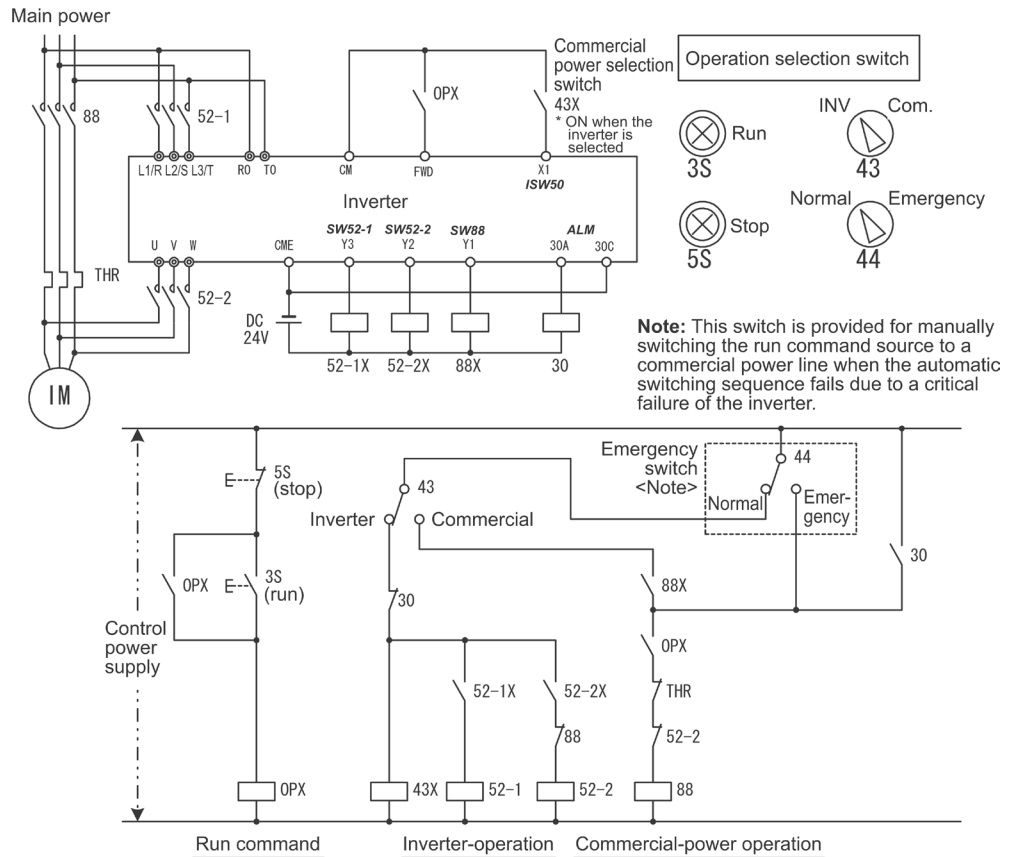 Main power
88
52-1
OPX
Commercial
power selection
switch
43X
* ON when the
inverter is
selected
Operation selection switch
Run
3S
INV
Com.
43
Stop
5S
Normal
Emergency
44
L1/R L2/S L3/T
R0
T0
CM
FWD
X1
ISW50
Inverter
SW52-1
SW52-2
SW88
ALM
U
V
W
CME
Y3
Y2
Y1
30A
30C
THR
52-2
DC
24V
52-1X
52-2X
88X
30
IM
Note: This switch is provided for manually
switching the run command source to a
commercial power line when the automatic
switching sequence fails due to a critical
failure of the inverter.
5S
(stop)
E
43
Inverter
Commercial
Emergency
switch
<Note>
44
Normal
Emer-
gency
30
OPX
E
3S
(run)
30
88X
Control
power
supply
OPX
52-1X
52-2X
THR
88
52-2
OPX
43X
52-1
52-2
88
Run command
Inverter-operation
Commercial-power operation